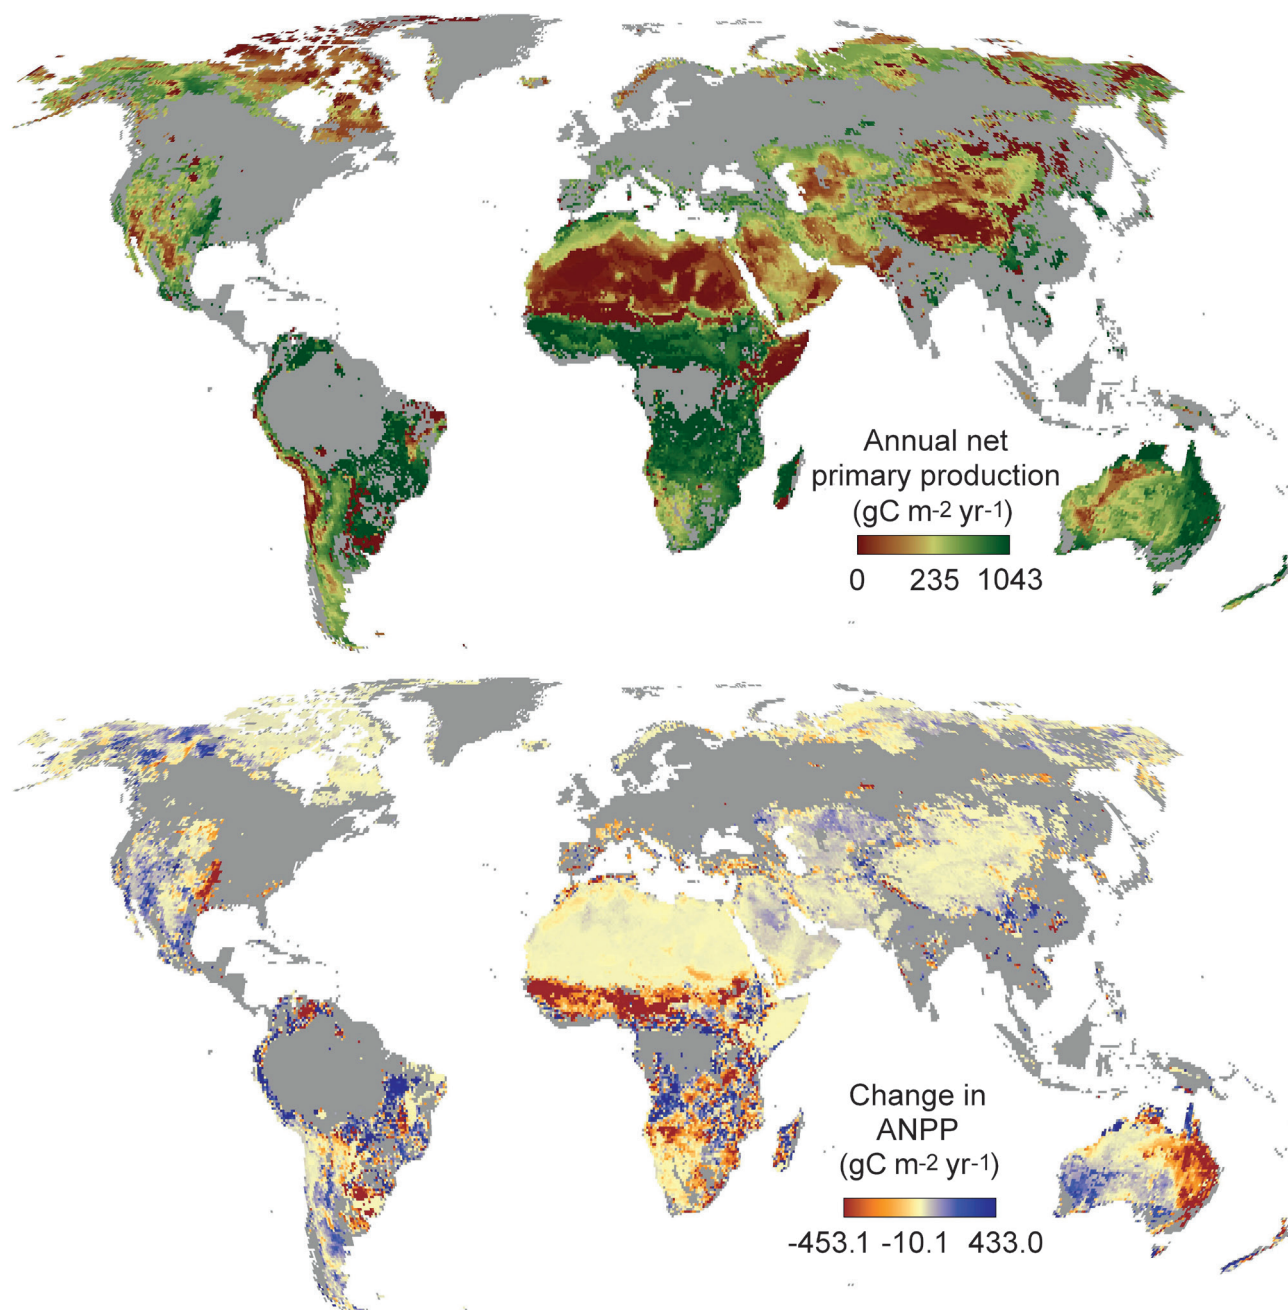 Annual net
primary production
(gC m-2 yr-1)
0 235 1043
Change in
ANPP
(gC m-2 yr-1)
-453.1 -10.1 433.0